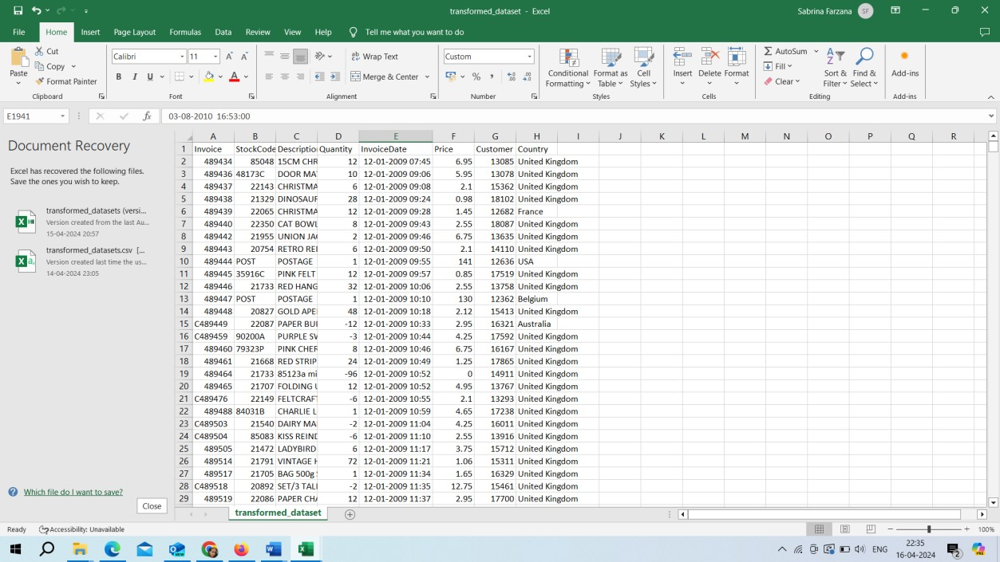 transformed_dataset - Excel
Sabrina Farzana SF
File Home Insert Page Layout Formulas Data Review View Help Tell me what you want to do
Paste Cut Copy Format Painter Calibri 11 A A ab Wrap Text Custom Conditional Formatting Format as Table Cell Styles Insert Delete Format AutoSum Fill Clear Sort & Filter Find & Select Add-ins
B I U A Merge & Center % ,
Clipboard Font Alignment Number Styles Cells Editing Add-ins
E1941 fx 03-08-2010 16:53:00
Document Recovery
Excel has recovered the following files.
Save the ones you wish to keep.
transformed_datasets (versi...
Version created from the last Au...
15-04-2024 20:57
transformed_datasets.csv [...
Version created last time the us...
14-04-2024 23:05
Which file do I want to save?
Close
A B C D E F G H I J K L M N O P Q R
1 Invoice StockCode Descriptio Quantity InvoiceDate Price Customer Country
2 489434 85048 15CM CHR 12 12-01-2009 07:45 6.95 13085 United Kingdom
3 489436 48173C DOOR MA 10 12-01-2009 09:06 5.95 13078 United Kingdom
4 489437 22143 CHRISTMA 6 12-01-2009 09:08 2.1 15362 United Kingdom
5 489438 21329 DINOSAUR 28 12-01-2009 09:24 0.98 18102 United Kingdom
6 489439 22065 CHRISTMA 12 12-01-2009 09:28 1.45 12682 France
7 489440 22350 CAT BOWL 8 12-01-2009 09:43 2.55 18087 United Kingdom
8 489442 21955 UNION JA 2 12-01-2009 09:46 6.75 13635 United Kingdom
9 489443 20754 RETRO RE 6 12-01-2009 09:50 2.1 14110 United Kingdom
10 489444 POST POSTAGE 1 12-01-2009 09:55 141 12636 USA
11 489445 35916C PINK FELT 12 12-01-2009 09:57 0.85 17519 United Kingdom
12 489446 21733 RED HANG 32 12-01-2009 10:06 2.55 13758 United Kingdom
13 489447 POST POSTAGE 1 12-01-2009 10:10 130 12362 Belgium
14 489448 20827 GOLD APE 48 12-01-2009 10:18 2.12 15413 United Kingdom
15 C489449 22087 PAPER BU -12 12-01-2009 10:33 2.95 16321 Australia
16 C489459 90200A PURPLE SV -3 12-01-2009 10:44 4.25 17592 United Kingdom
17 489460 79323P PINK CHER 8 12-01-2009 10:46 6.75 16167 United Kingdom
18 489461 21668 RED STRIP 24 12-01-2009 10:49 1.25 17865 United Kingdom
19 489464 21733 85123a mi -96 12-01-2009 10:52 0 14911 United Kingdom
20 489465 21707 FOLDING 12 12-01-2009 10:52 4.95 13767 United Kingdom
21 C489476 22149 FELTCRAF -6 12-01-2009 10:55 2.1 13293 United Kingdom
22 489488 84031B CHARLIE L 1 12-01-2009 10:59 4.65 17238 United Kingdom
23 C489503 21540 DAIRY MA -2 12-01-2009 11:04 4.25 16011 United Kingdom
24 C489504 85083 KISS REIND -6 12-01-2009 11:10 2.55 13916 United Kingdom
25 489505 21472 LADYBIRD 6 12-01-2009 11:17 3.75 15712 United Kingdom
26 489514 21791 VINTAGE H 72 12-01-2009 11:21 1.06 15311 United Kingdom
27 489517 21705 BAG 500g 1 12-01-2009 11:34 1.65 16329 United Kingdom
28 C489518 20892 SET/3 TAL -2 12-01-2009 11:35 12.75 15461 United Kingdom
29 489519 22086 PAPER CHA 12 12-01-2009 11:37 2.95 17700 United Kingdom
transformed_dataset
Ready Accessibility: Unavailable 100%
ENG 22:35
16-04-2024 2